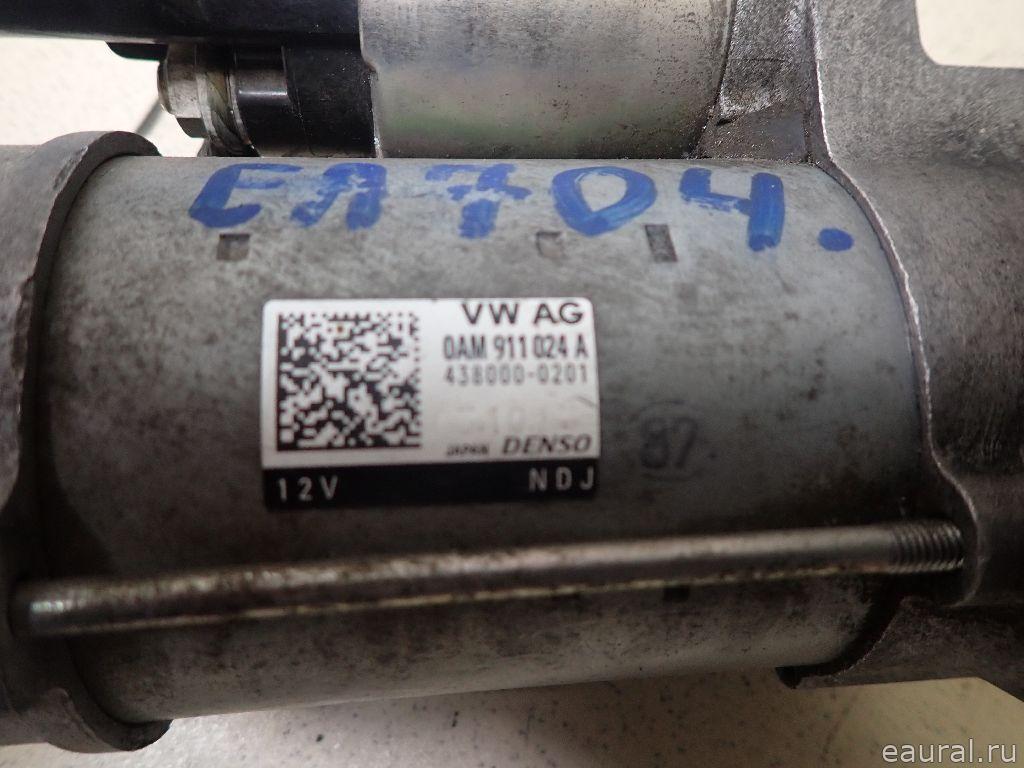 EA704.
VW AG
0AM 911 024 A
438000-0201
JAPAN DENSO
12V NDJ
87
eaural.ru